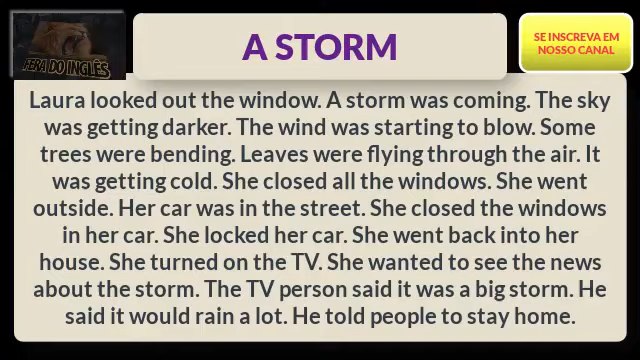 FERA DO INGLÊS
A STORM
SE INSCREVA EM
NOSSO CANAL
Laura looked out the window. A storm was coming. The sky
was getting darker. The wind was starting to blow. Some
trees were bending. Leaves were flying through the air. It
was getting cold. She closed all the windows. She went
outside. Her car was in the street. She closed the windows
in her car. She locked her car. She went back into her
house. She turned on the TV. She wanted to see the news
about the storm. The TV person said it was a big storm. He
said it would rain a lot. He told people to stay home.